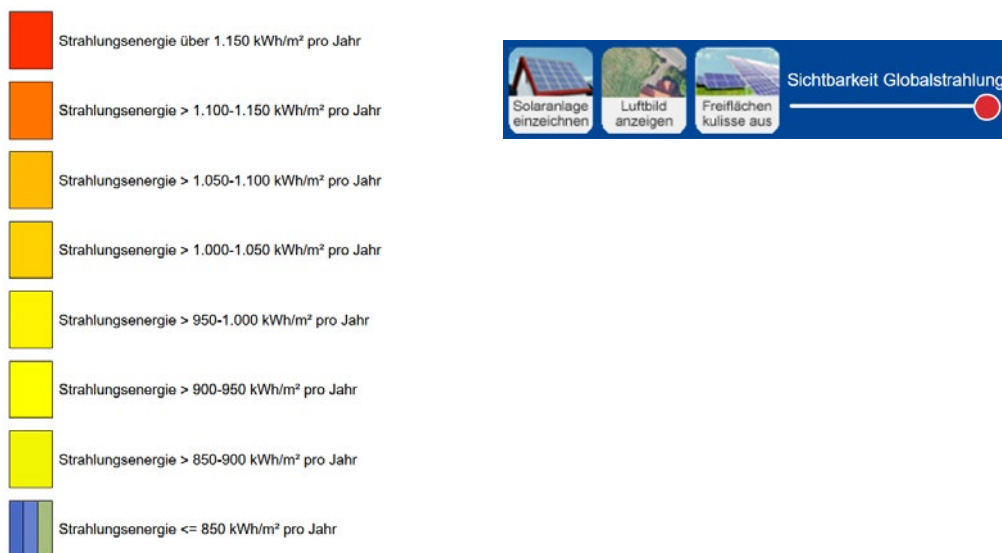 Strahlungsenergie über 1.150 kWh/m² pro Jahr
Strahlungsenergie > 1.100-1.150 kWh/m² pro Jahr
Strahlungsenergie > 1.050-1.100 kWh/m² pro Jahr
Strahlungsenergie > 1.000-1.050 kWh/m² pro Jahr
Strahlungsenergie > 950-1.000 kWh/m² pro Jahr
Strahlungsenergie > 900-950 kWh/m² pro Jahr
Strahlungsenergie > 850-900 kWh/m² pro Jahr
Strahlungsenergie <= 850 kWh/m² pro Jahr
Solaranlage
einzeichnen
Luftbild
anzeigen
Freiflächen
kulisse aus
Sichtbarkeit Globalstrahlung